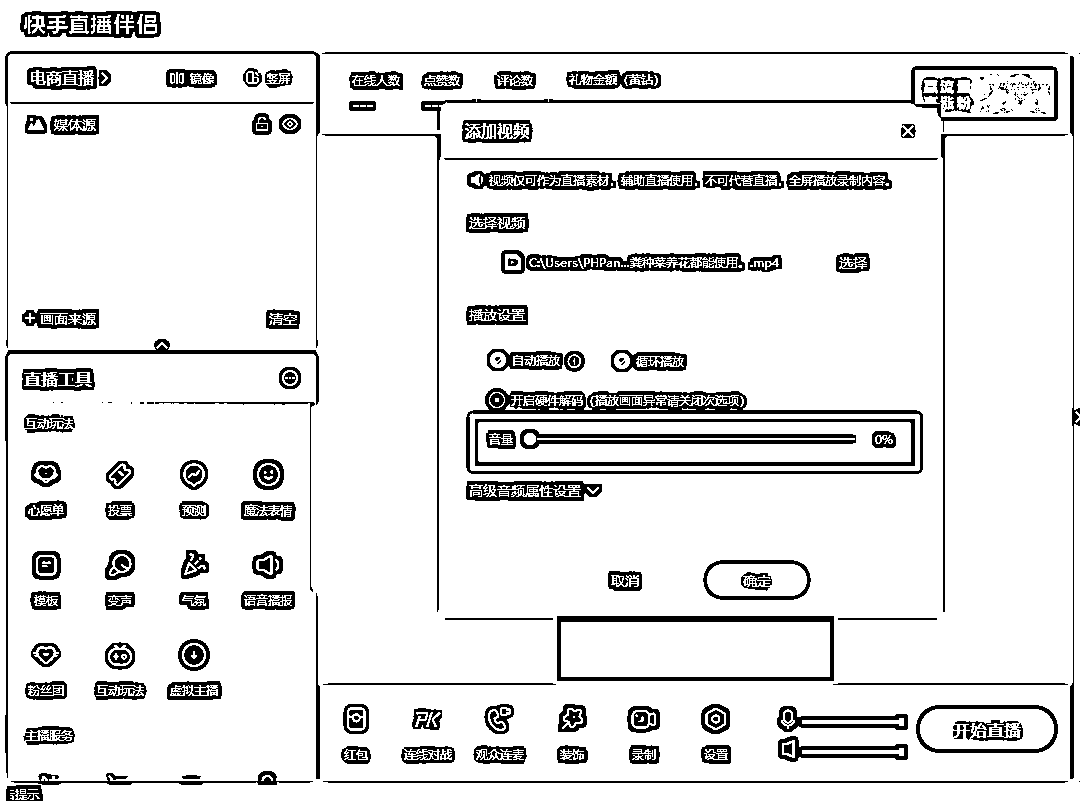 快手直播伴侣
电商直播 镜像 竖屏
在线人数 点赞数 评论数 礼物金额（黄钻）
媒体源
添加视频
视频仅可作为直播素材，辅助直播使用，不可代替直播，全屏播放录制内容。
选择视频
C:\Users\PHPan...粪种菜养花都能使用。.mp4 选择
+ 画面来源 清空
播放设置
自动播放 循环播放
直播工具
开启硬件解码（播放画面异常请关闭次选项）
互动玩法
音量 0%
高级音频属性设置
心愿单 投票 预测 魔法表情
取消 确定
模板 变声 气氛 语音播报
粉丝团 互动玩法 虚拟主播
主播服务
PK
红包 连线对战 观众连麦 装饰 录制 设置
开始直播
提示